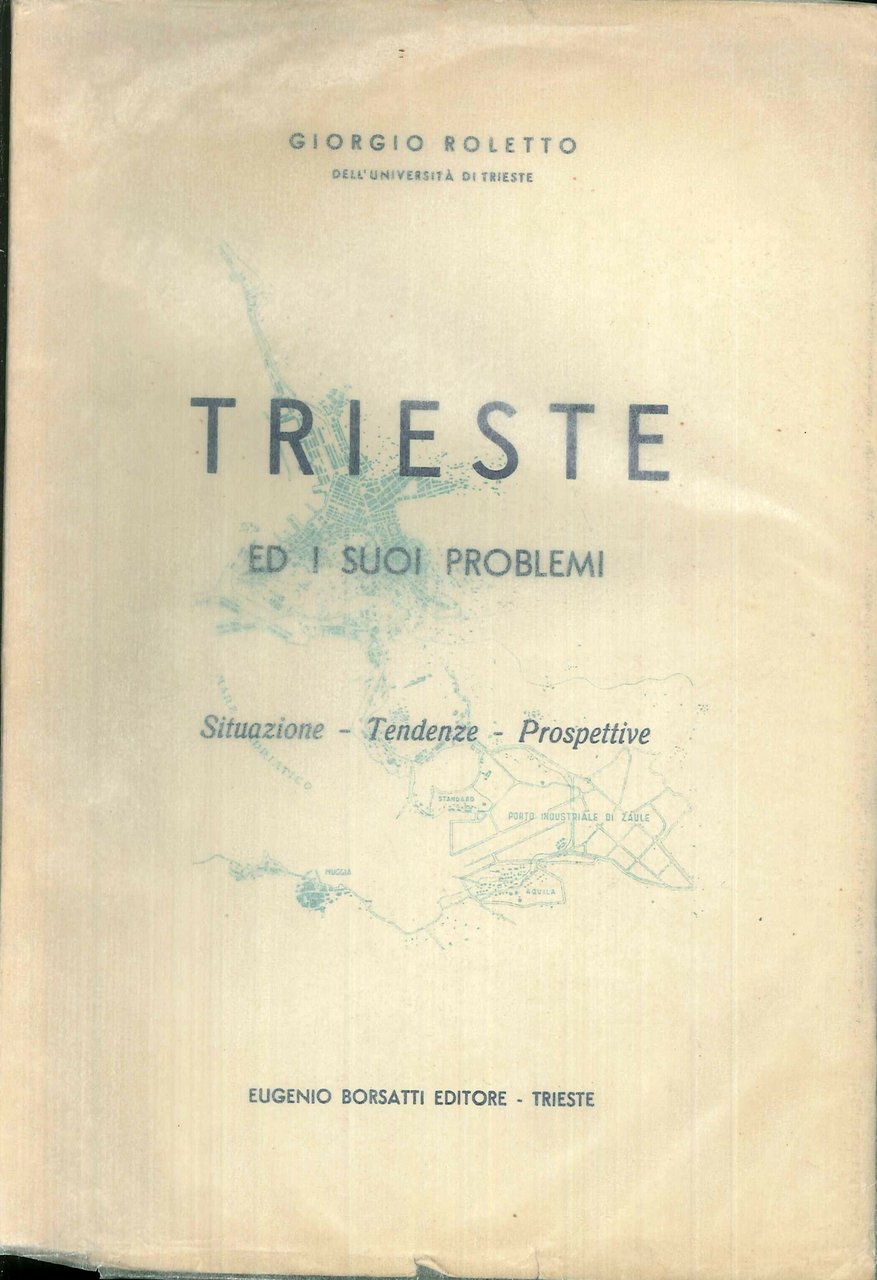 GIORGIO ROLETTO
DELL'UNIVERSITÀ DI TRIESTE
TRIESTE
ED I SUOI PROBLEMI
Situazione - Tendenze - Prospettive
STANDARD
PORTO INDUSTRIALE DI ZAULE
MUGGIA
AQUILA
EUGENIO BORSATTI EDITORE - TRIESTE